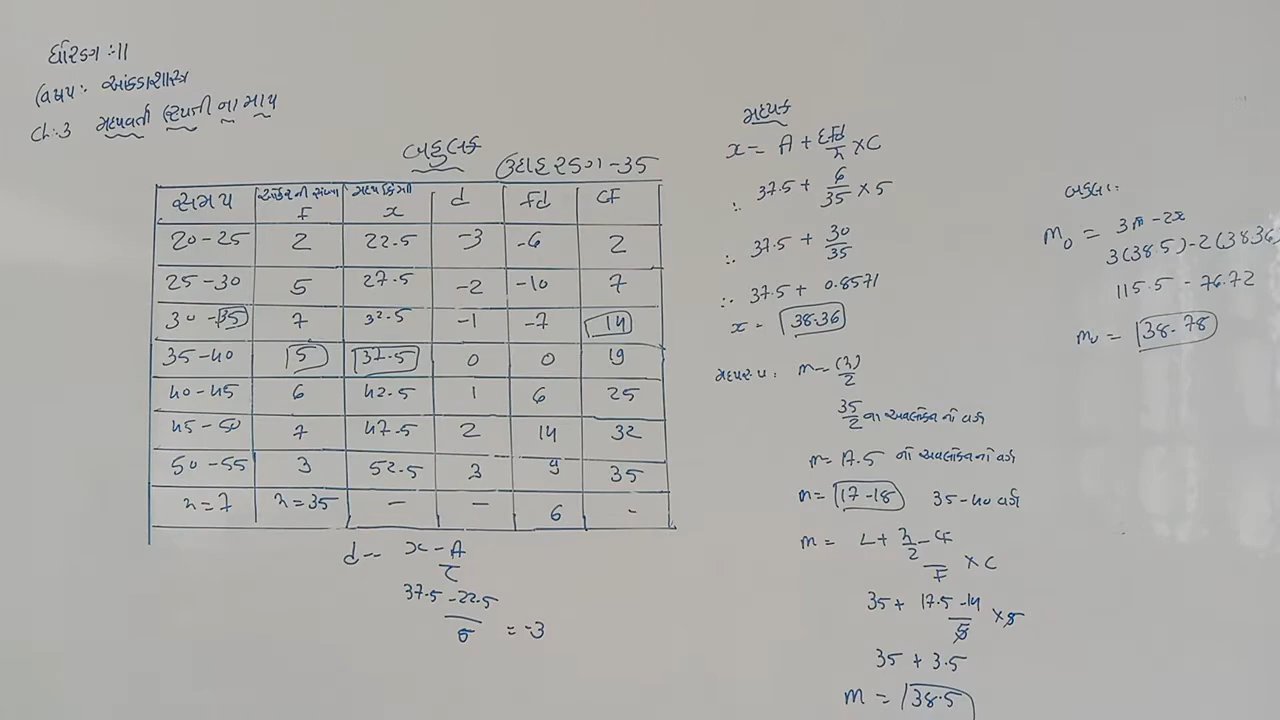 ધોરણ :- 11
વિષય : આંકડાશાસ્ત્ર
Ch:3 મધ્યવર્તી સ્થિતિ ના માપ
બહુલક
ઉદાહરણ-35
સમય | સંખ્યા F | મધ્યકિંમત x | d | fd | CF
20-25 | 2 | 22.5 | -3 | -6 | 2
25-30 | 5 | 27.5 | -2 | -10 | 7
30-35 | 7 | 32.5 | -1 | -7 | 14
35-40 | 5 | 37.5 | 0 | 0 | 19
40-45 | 6 | 42.5 | 1 | 6 | 25
45-50 | 7 | 47.5 | 2 | 14 | 32
50-55 | 3 | 52.5 | 3 | 9 | 35
n=7 | n=35 | - | - | 6 | -
d = x-A / C
37.5-22.5 / 5 = -3
મધ્યક
x = A + Σfd/n × C
∴ 37.5 + 6/35 × 5
∴ 37.5 + 30/35
∴ 37.5 + 0.8571
x = 38.36
મધ્યસ્થ : m = (n)/2
35/2 ના અવલોકન નો વર્ગ
m = 17.5 નો અવલોકનનો વર્ગ
m = 17-18 35-40 વર્ગ
m = L + n/2 - CF / F × C
35 + 17.5-14 / 5 × 5
35 + 3.5
m = 38.5
M0 = 3m - 2x
3(38.5)-2(38.36)
115.5 - 76.72
M0 = 38.78